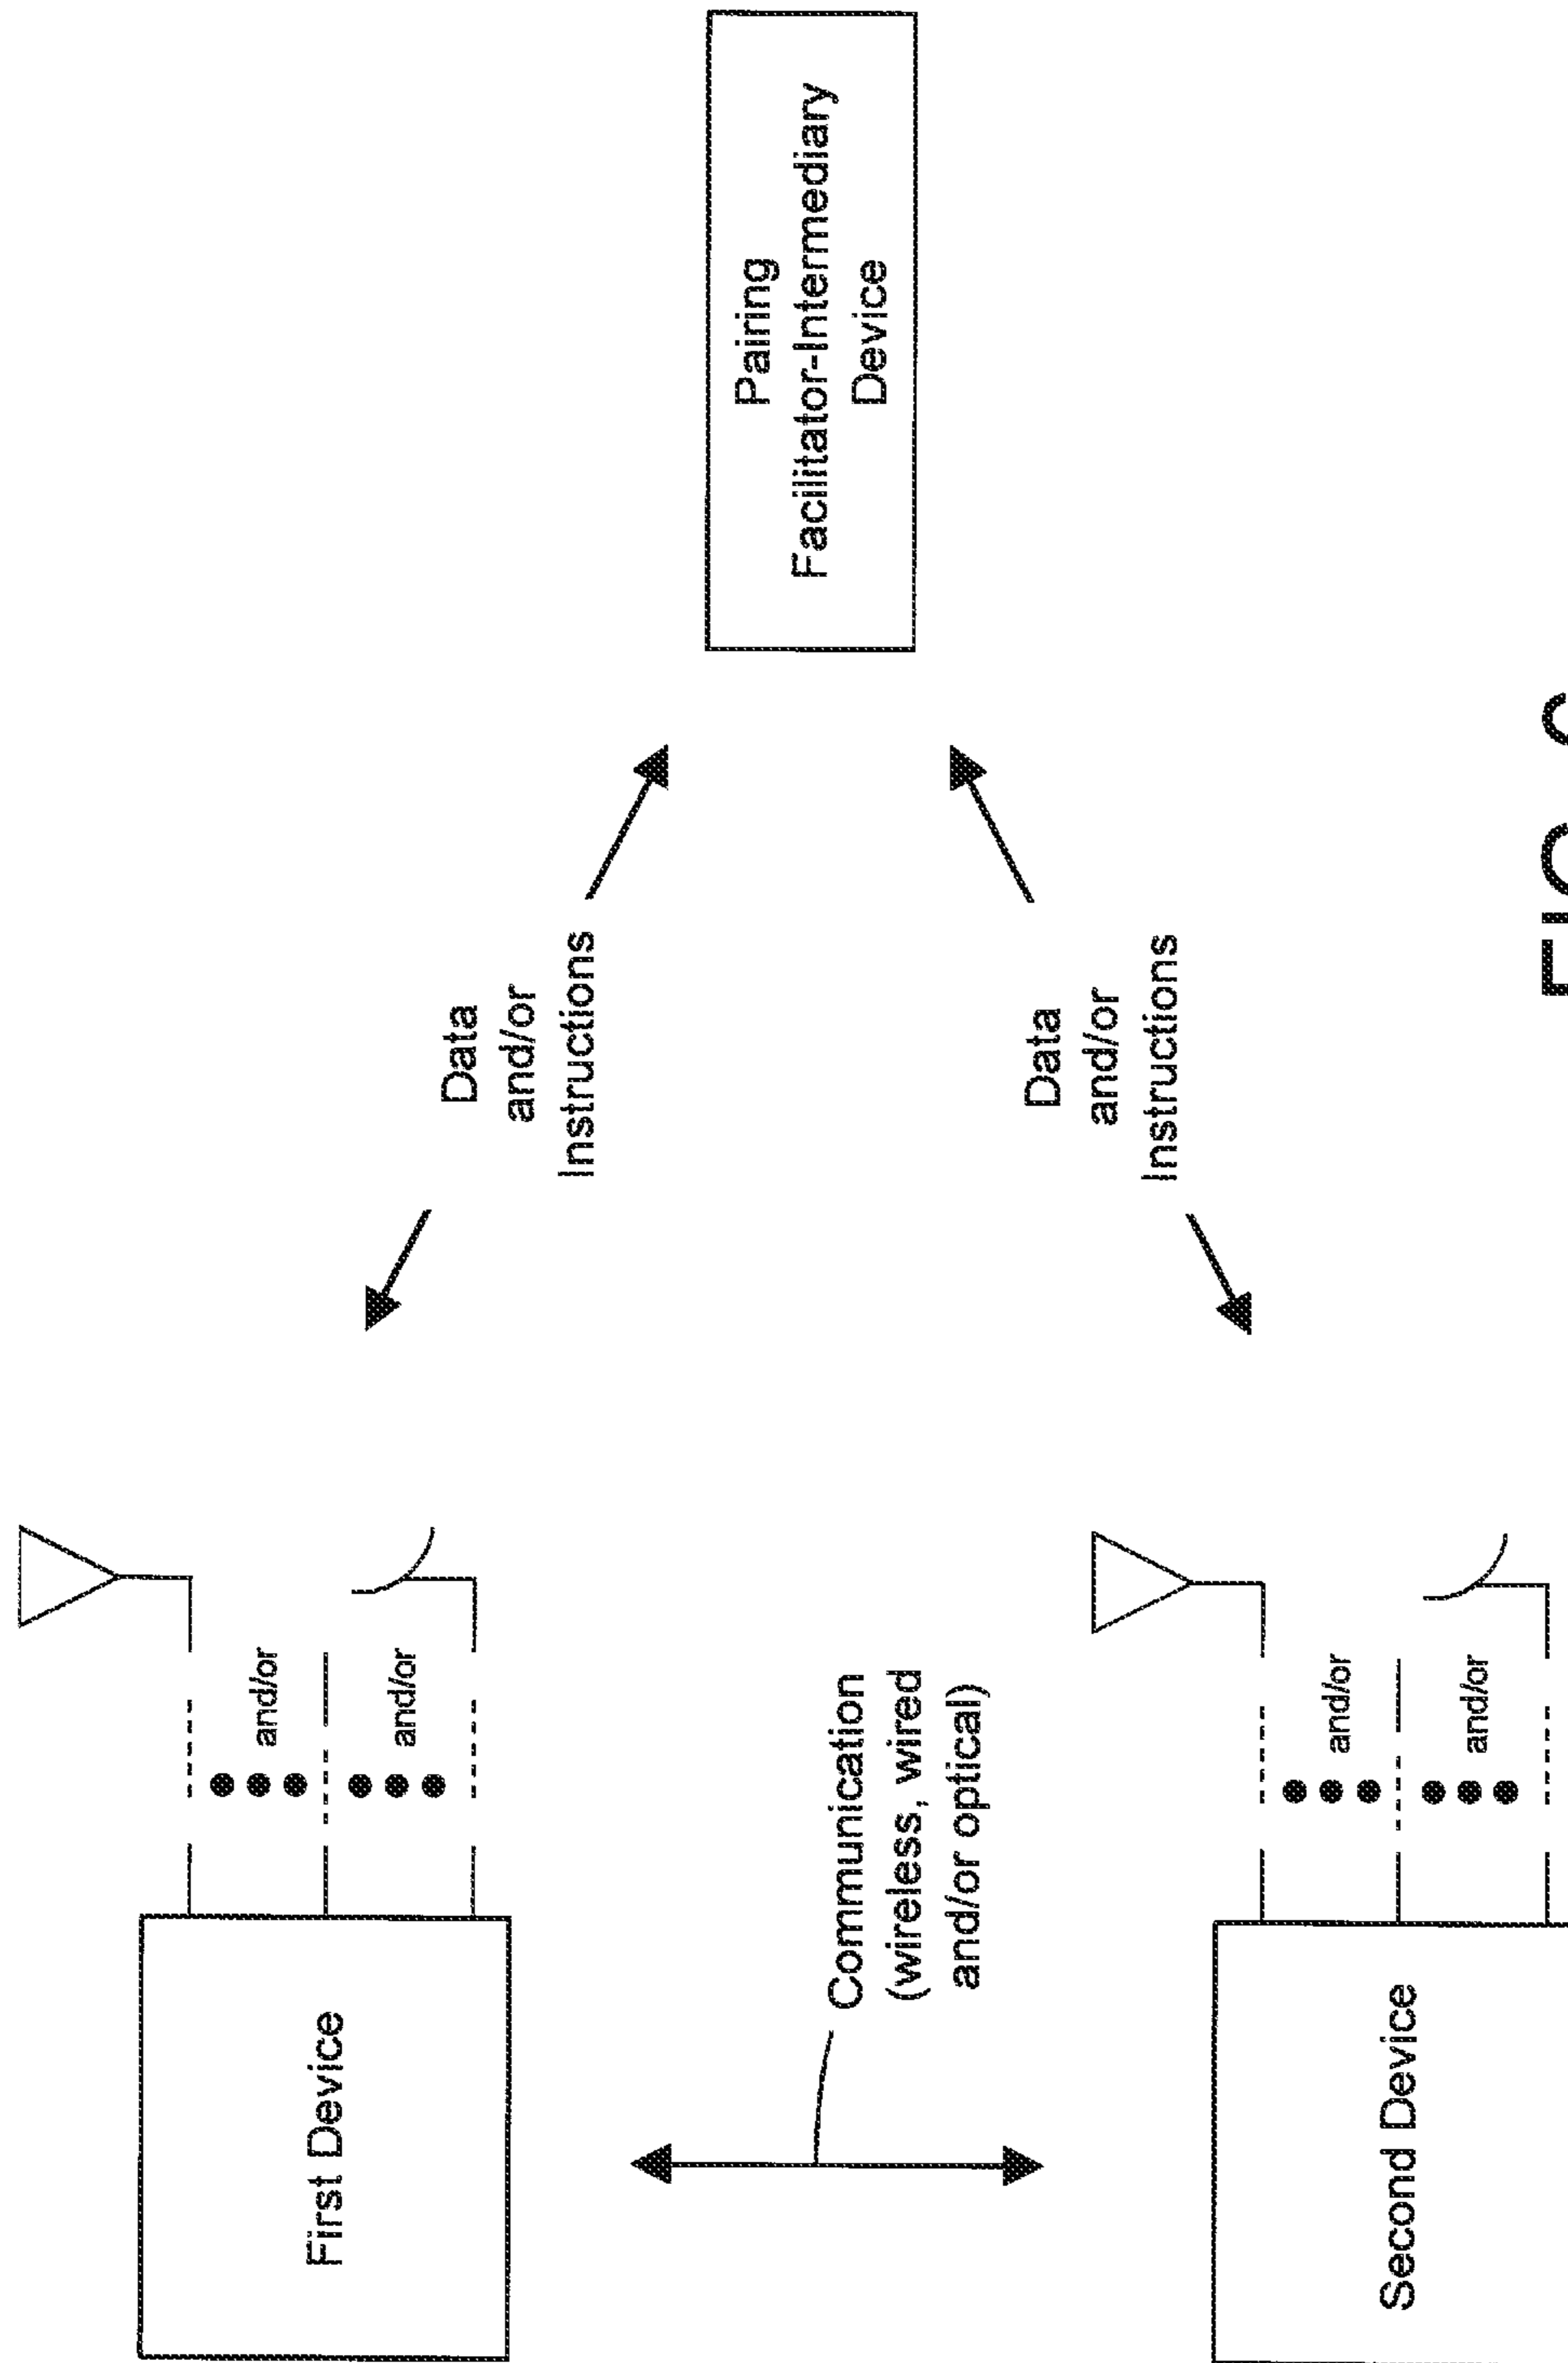 First Device
and/or
and/or
Data
and/or
Instructions
Pairing
Facilitator-Intermediary
Device
Communication
(wireless, wired
and/or optical)
Data
and/or
Instructions
Second Device
and/or
and/or